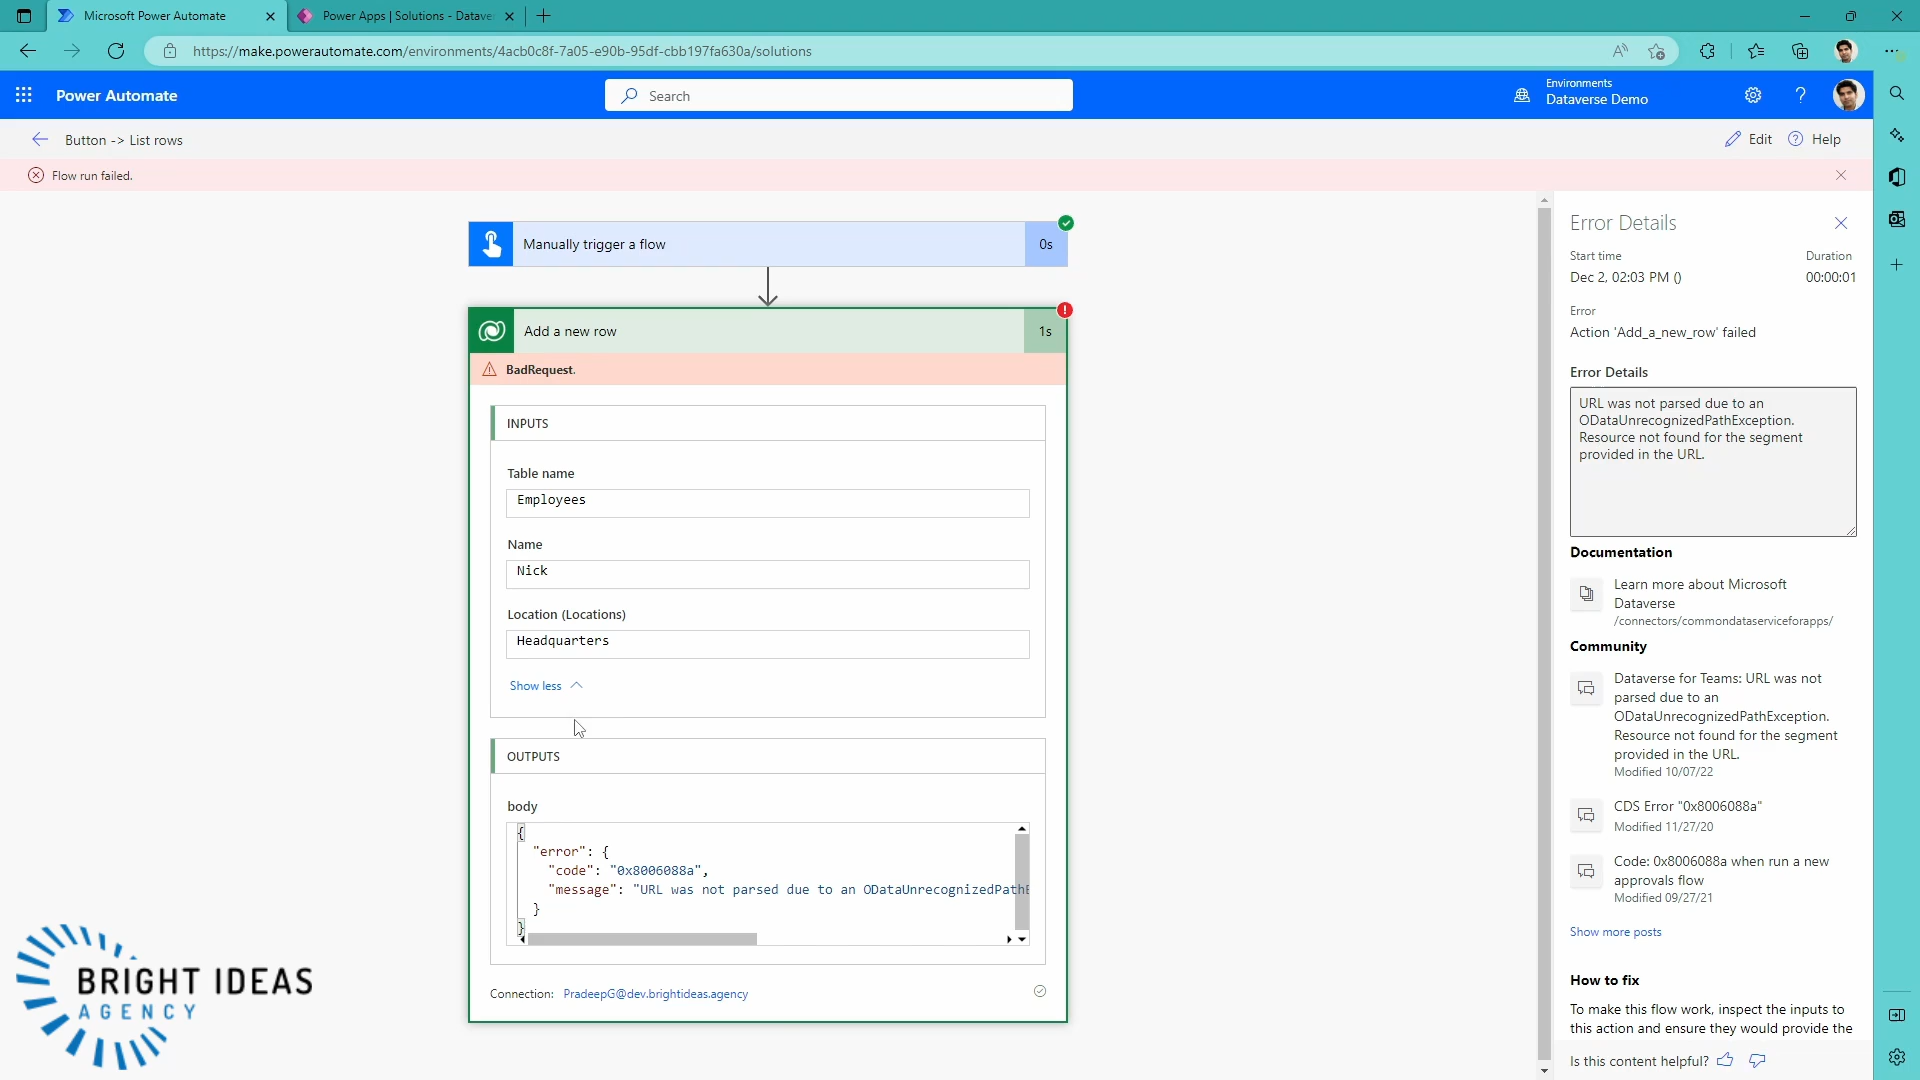 Microsoft Power Automate
Power Apps | Solutions - Datave
https://make.powerautomate.com/environments/4acb0c8f-7a05-e90b-95df-cbb197fa630a/solutions
Power Automate
Search
Environments
Dataverse Demo
?
Button -> List rows
Edit
Help
Flow run failed.
Manually trigger a flow
0s
Add a new row
1s
BadRequest.
INPUTS
Table name
Employees
Name
Nick
Location (Locations)
Headquarters
Show less
OUTPUTS
body
{
"error": {
"code": "0x8006088a",
"message": "URL was not parsed due to an ODataUnrecognizedPathE
}
}
Connection: PradeepG@dev.brightideas.agency
Error Details
Start time
Duration
Dec 2, 02:03 PM ()
00:00:01
Error
Action 'Add_a_new_row' failed
Error Details
URL was not parsed due to an
ODataUnrecognizedPathException.
Resource not found for the segment
provided in the URL.
Documentation
Learn more about Microsoft
Dataverse
/connectors/commondataserviceforapps/
Community
Dataverse for Teams: URL was not
parsed due to an
ODataUnrecognizedPathException.
Resource not found for the segment
provided in the URL.
Modified 10/07/22
CDS Error "0x8006088a"
Modified 11/27/20
Code: 0x8006088a when run a new
approvals flow
Modified 09/27/21
Show more posts
How to fix
To make this flow work, inspect the inputs to
this action and ensure they would provide the
Is this content helpful?
BRIGHT IDEAS
AGENCY